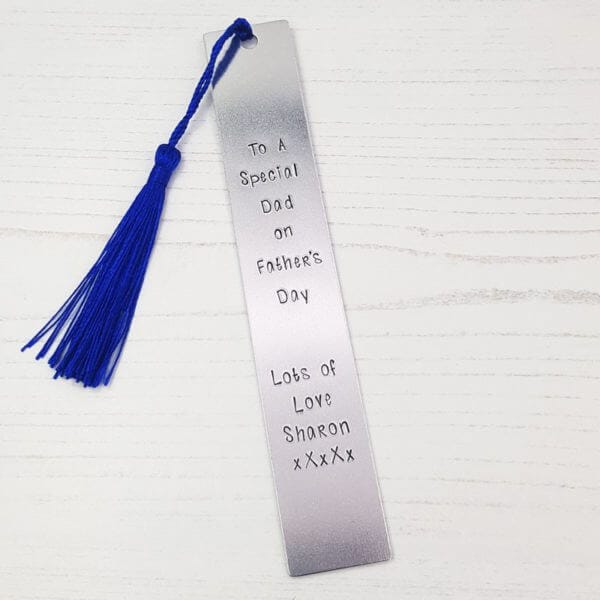 To A
Special
Dad
on
Father's
Day
Lots of
Love
Sharon
xXxXx